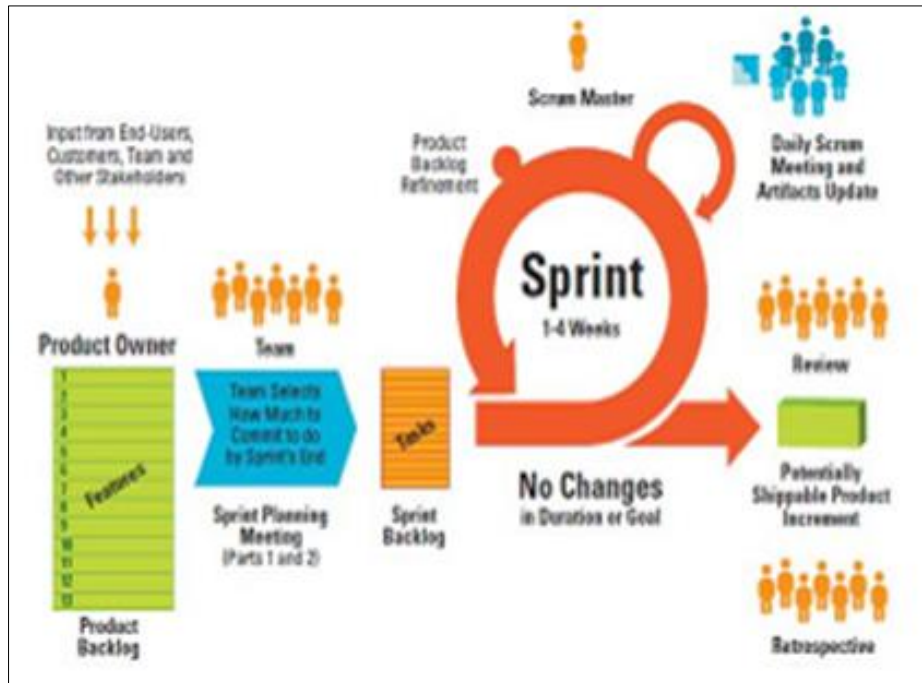 Input from End-Users,
Customers, Team and
Other Stakeholders
Product Owner
1
2
3
4
5
6
7
8
9
10
11
12
13
Features
Product
Backlog
Team
Team Selects
How Much to
Commit to do
by Sprint's End
Sprint Planning
Meeting
(Parts 1 and 2)
Tasks
Sprint
Backlog
Scrum Master
Product
Backlog
Refinement
Sprint
1-4 Weeks
No Changes
in Duration or Goal
Daily Scrum
Meeting and
Artifacts Update
Review
Potentially
Shippable Product
Increment
Retrospective